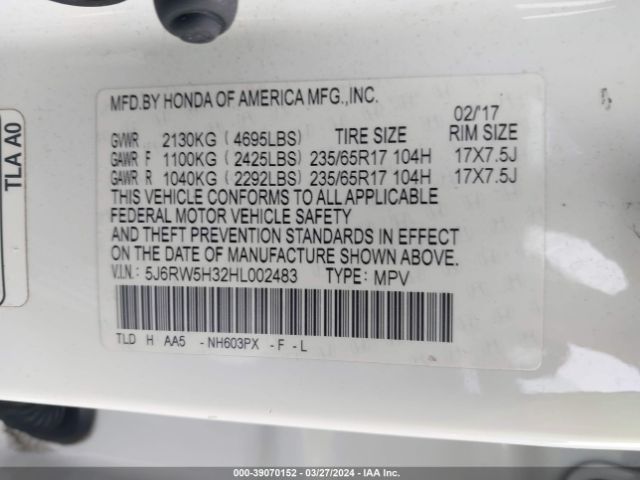 MFD.BY HONDA OF AMERICA MFG.,INC.
02/'17
GVWR 2130KG (4695LBS) TIRE SIZE RIM SIZE
GAWR F 1100KG (2425LBS) 235/65R17 104H 17X7.5J
GAWR R 1040KG (2292LBS) 235/65R17 104H 17X7.5J
THIS VEHICLE CONFORMS TO ALL APPLICABLE
FEDERAL MOTOR VEHICLE SAFETY
AND THEFT PREVENTION STANDARDS IN EFFECT
ON THE DATE OF MANUFACTURE SHOWN ABOVE.
V.I.N.: 5J6RW5H32HL002483 TYPE: MPV
TLD H AA5 - NH603PX - F - L
TLA A0
000-39070152 | 03/27/2024 | IAA Inc.